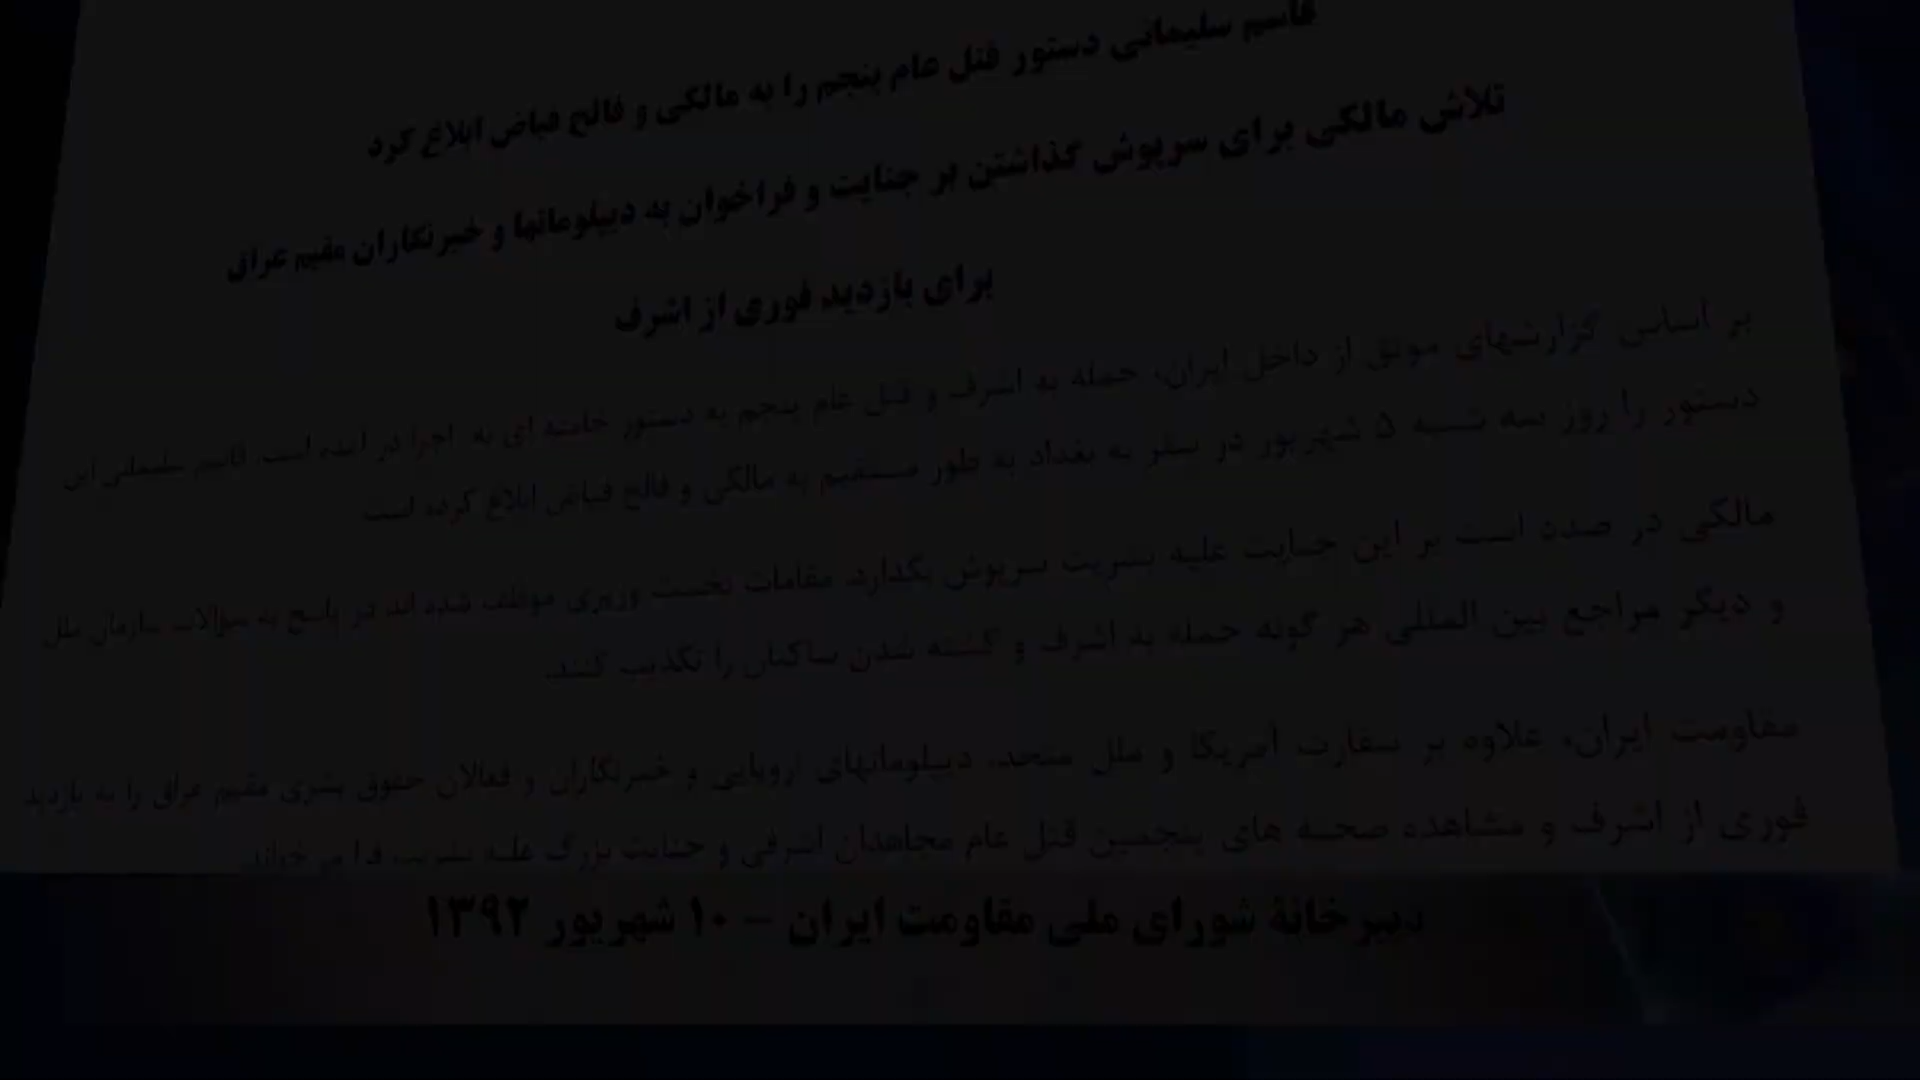 قاسم سلیمانی دستور قتل عام پنجم را به مالکی و فالح فیاض ابلاغ کرد
تلاش مالکی برای سرپوش گذاشتن بر جنایت و فراخوان به دیپلوماتها و خبرنگاران مقیم عراق
برای بازدید فوری از اشرف
بر اساس گزارشهای موثق از داخل ایران، حمله به اشرف و قتل عام پنجم به دستور خامنه ای به اجرا در آمده است. قاسم سلیمانی این
دستور را روز سه شنبه ۵ شهریور در سفر به بغداد به طور مستقیم به مالکی و فالح فیاض ابلاغ کرده است
مالکی در صدد است بر این جنایت علیه بشریت سرپوش بگذارد. مقامات نخست وزیری موظف شده اند در پاسخ به سؤالات سازمان ملل
و دیگر مراجع بین المللی هر گونه حمله به اشرف و کشته شدن ساکنان را تکذیب کنند.
مقاومت ایران، علاوه بر سفارت آمریکا و ملل متحد، دیپلوماتهای اروپایی و خبرنگاران و فعالان حقوق بشری مقیم عراق را به بازدید
فوری از اشرف و مشاهده صحنه های پنجمین قتل عام مجاهدان اشرفی و جنایت بزرگ علیه بشریت فرا می خواند.
دبیرخانهٔ شورای ملی مقاومت ایران – ۱۰ شهریور ۱۳۹۲